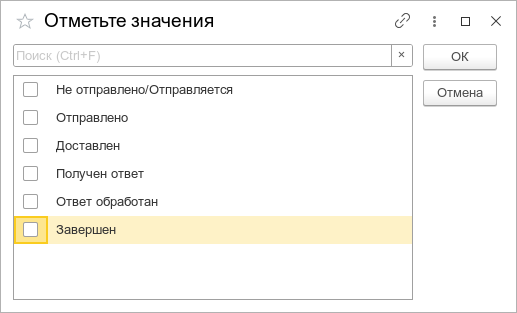 Отметьте значения
Поиск (Ctrl+F)
×
ОК
Отмена
Не отправлено/Отправляется
Отправлено
Доставлен
Получен ответ
Ответ обработан
Завершен